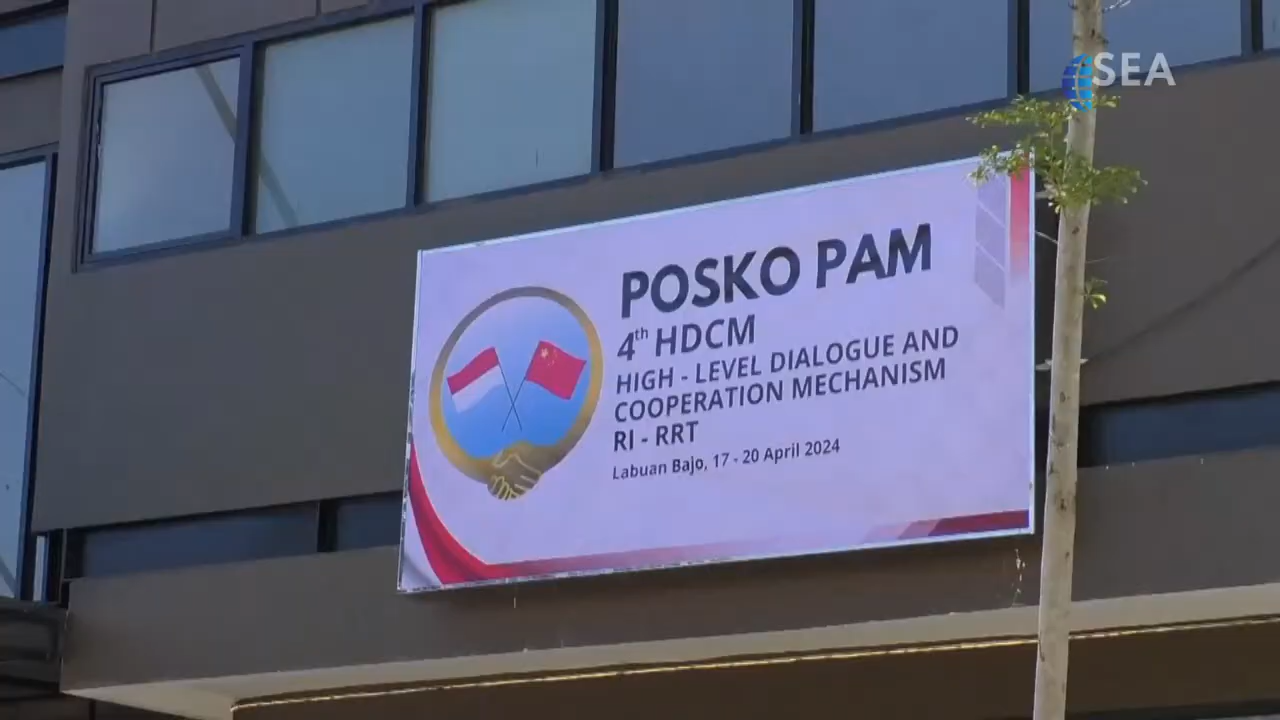 SEA
POSKO PAM
4th HDCM
HIGH - LEVEL DIALOGUE AND
COOPERATION MECHANISM
RI - RRT
Labuan Bajo, 17 - 20 April 2024